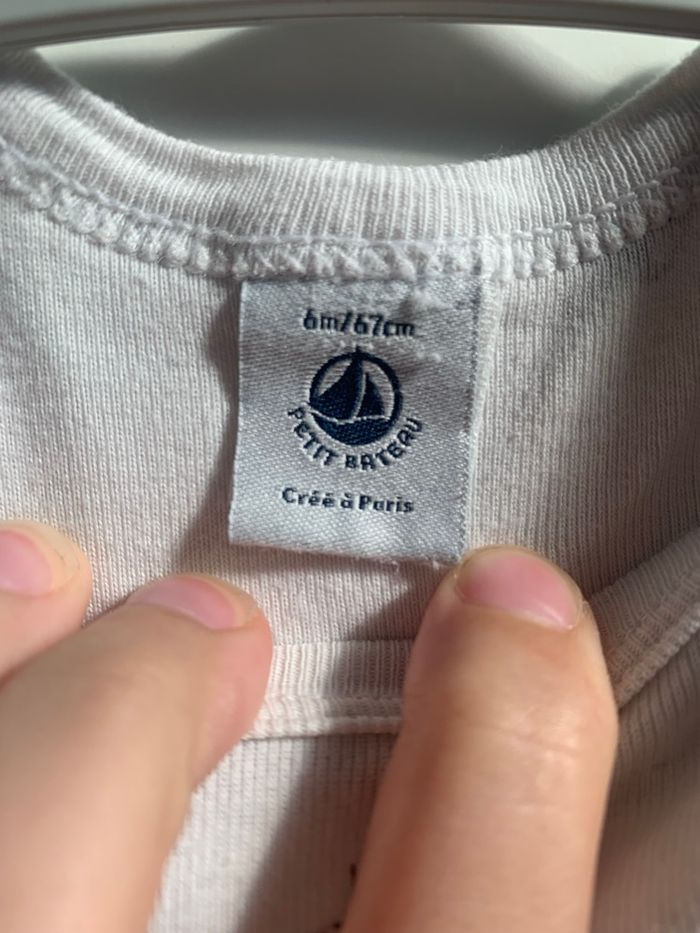 6m/67cm
PETIT BATEAU
Créé à Paris